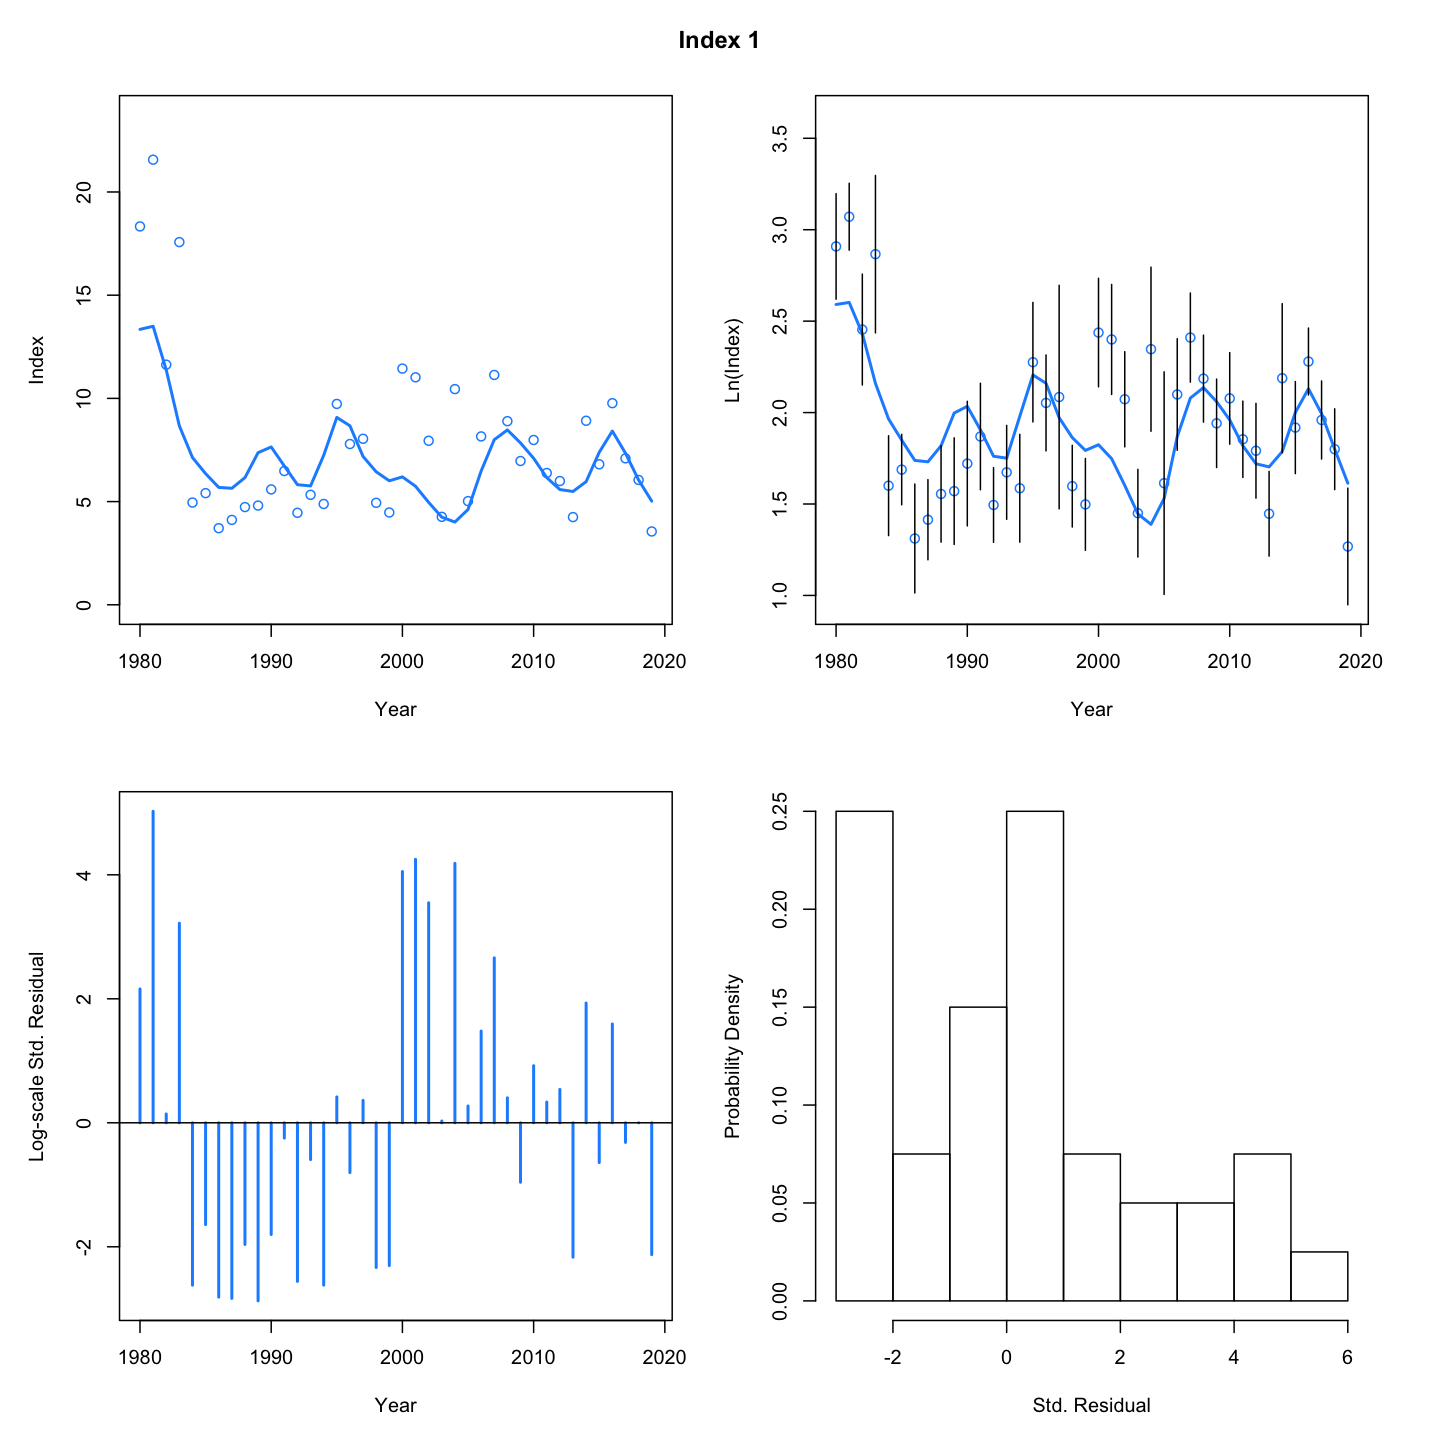 Index 1
Index
20
15
10
5
0
1980 1990 2000 2010 2020
Year
Ln(Index)
3.5
3.0
2.5
2.0
1.5
1.0
1980 1990 2000 2010 2020
Year
Log-scale Std. Residual
4
2
0
-2
1980 1990 2000 2010 2020
Year
Probability Density
0.25
0.20
0.15
0.10
0.05
0.00
-2 0 2 4 6
Std. Residual